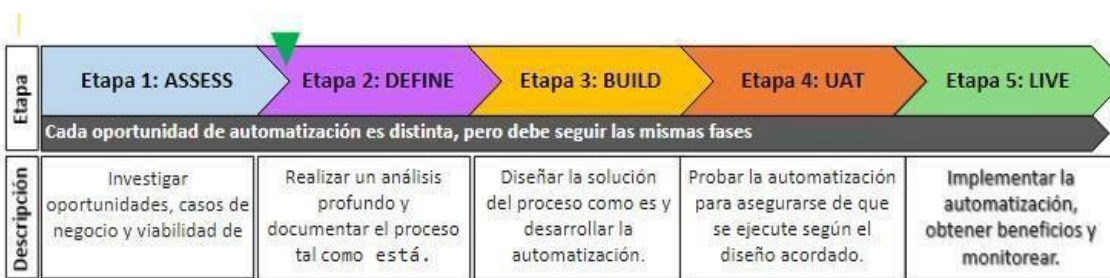 Etapa
Etapa 1: ASSESS
Etapa 2: DEFINE
Etapa 3: BUILD
Etapa 4: UAT
Etapa 5: LIVE
Cada oportunidad de automatización es distinta, pero debe seguir las mismas fases
Descripción
Investigar
oportunidades, casos de
negocio y viabilidad de
Realizar un análisis
profundo y
documentar el proceso
tal como está.
Diseñar la solución
del proceso como es y
desarrollar la
automatización.
Probar la automatización
para asegurarse de que
se ejecute según el
diseño acordado.
Implementar la
automatización,
obtener beneficios y
monitorear.